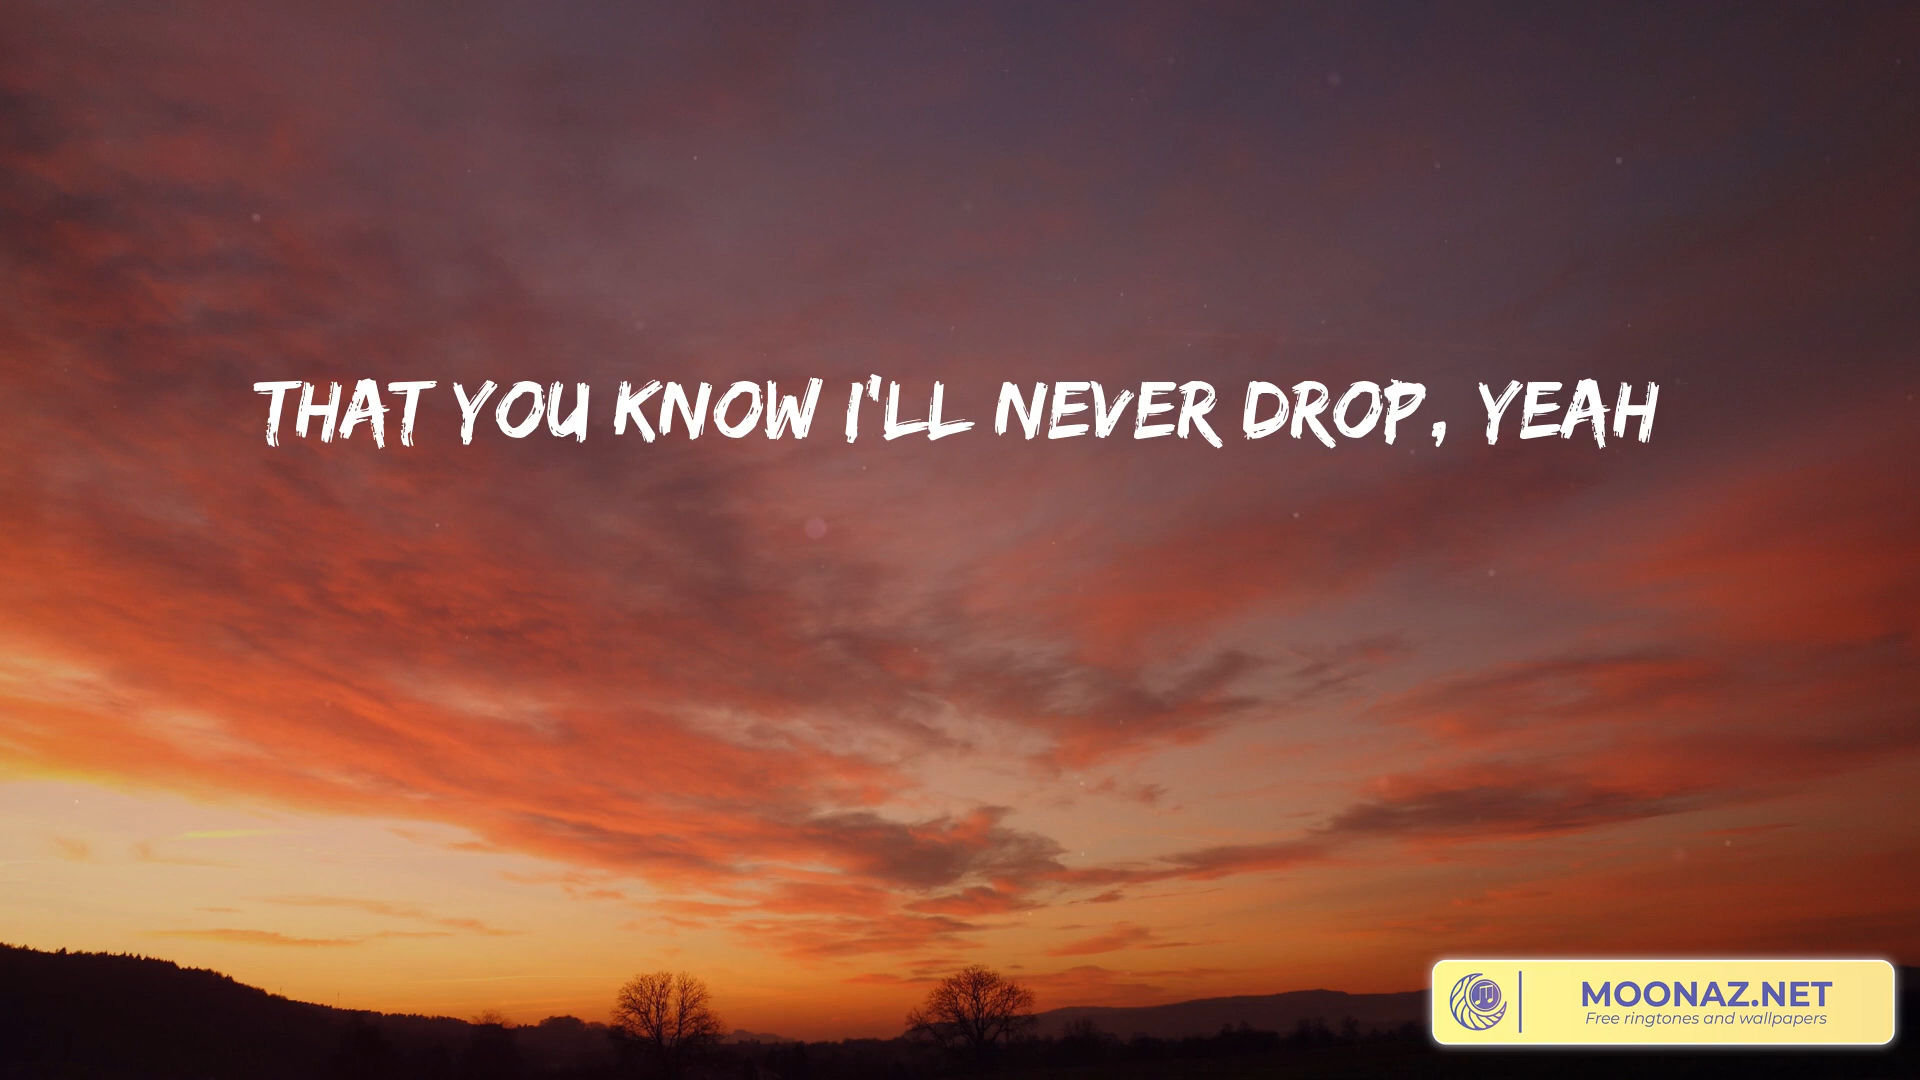 THAT YOU KNOW I'LL NEVER DROP, YEAH
MOONAZ.NET
Free ringtones and wallpapers